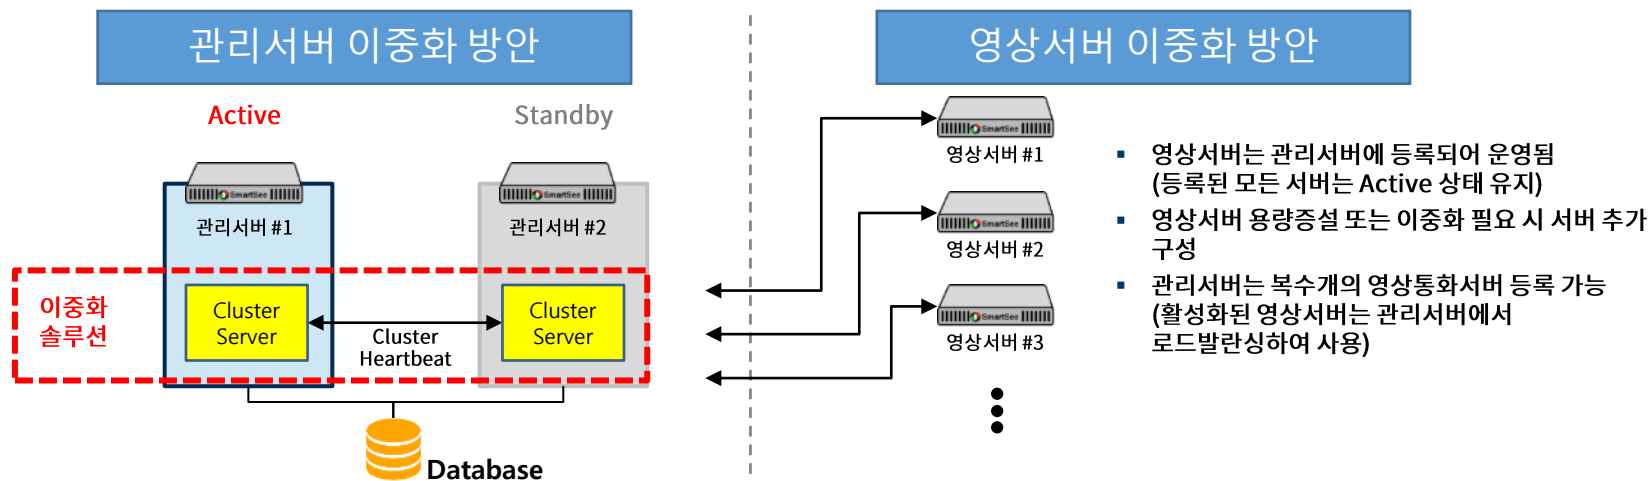 관리서버 이중화 방안
Active
Standby
SmartSee
SmartSee
관리서버 #1
관리서버 #2
이중화
솔루션
Cluster
Server
Cluster
Heartbeat
Cluster
Server
Database
영상서버 이중화 방안
SmartSee
영상서버 #1
SmartSee
영상서버 #2
SmartSee
영상서버 #3
▪ 영상서버는 관리서버에 등록되어 운영됨
(등록된 모든 서버는 Active 상태 유지)
▪ 영상서버 용량증설 또는 이중화 필요 시 서버 추가
구성
▪ 관리서버는 복수개의 영상통화서버 등록 가능
(활성화된 영상서버는 관리서버에서
로드발란싱하여 사용)